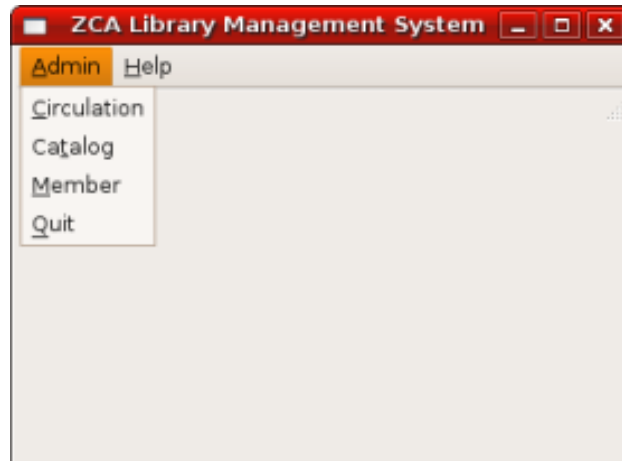 ZCA Library Management System
Admin Help
Circulation
Catalog
Member
Quit